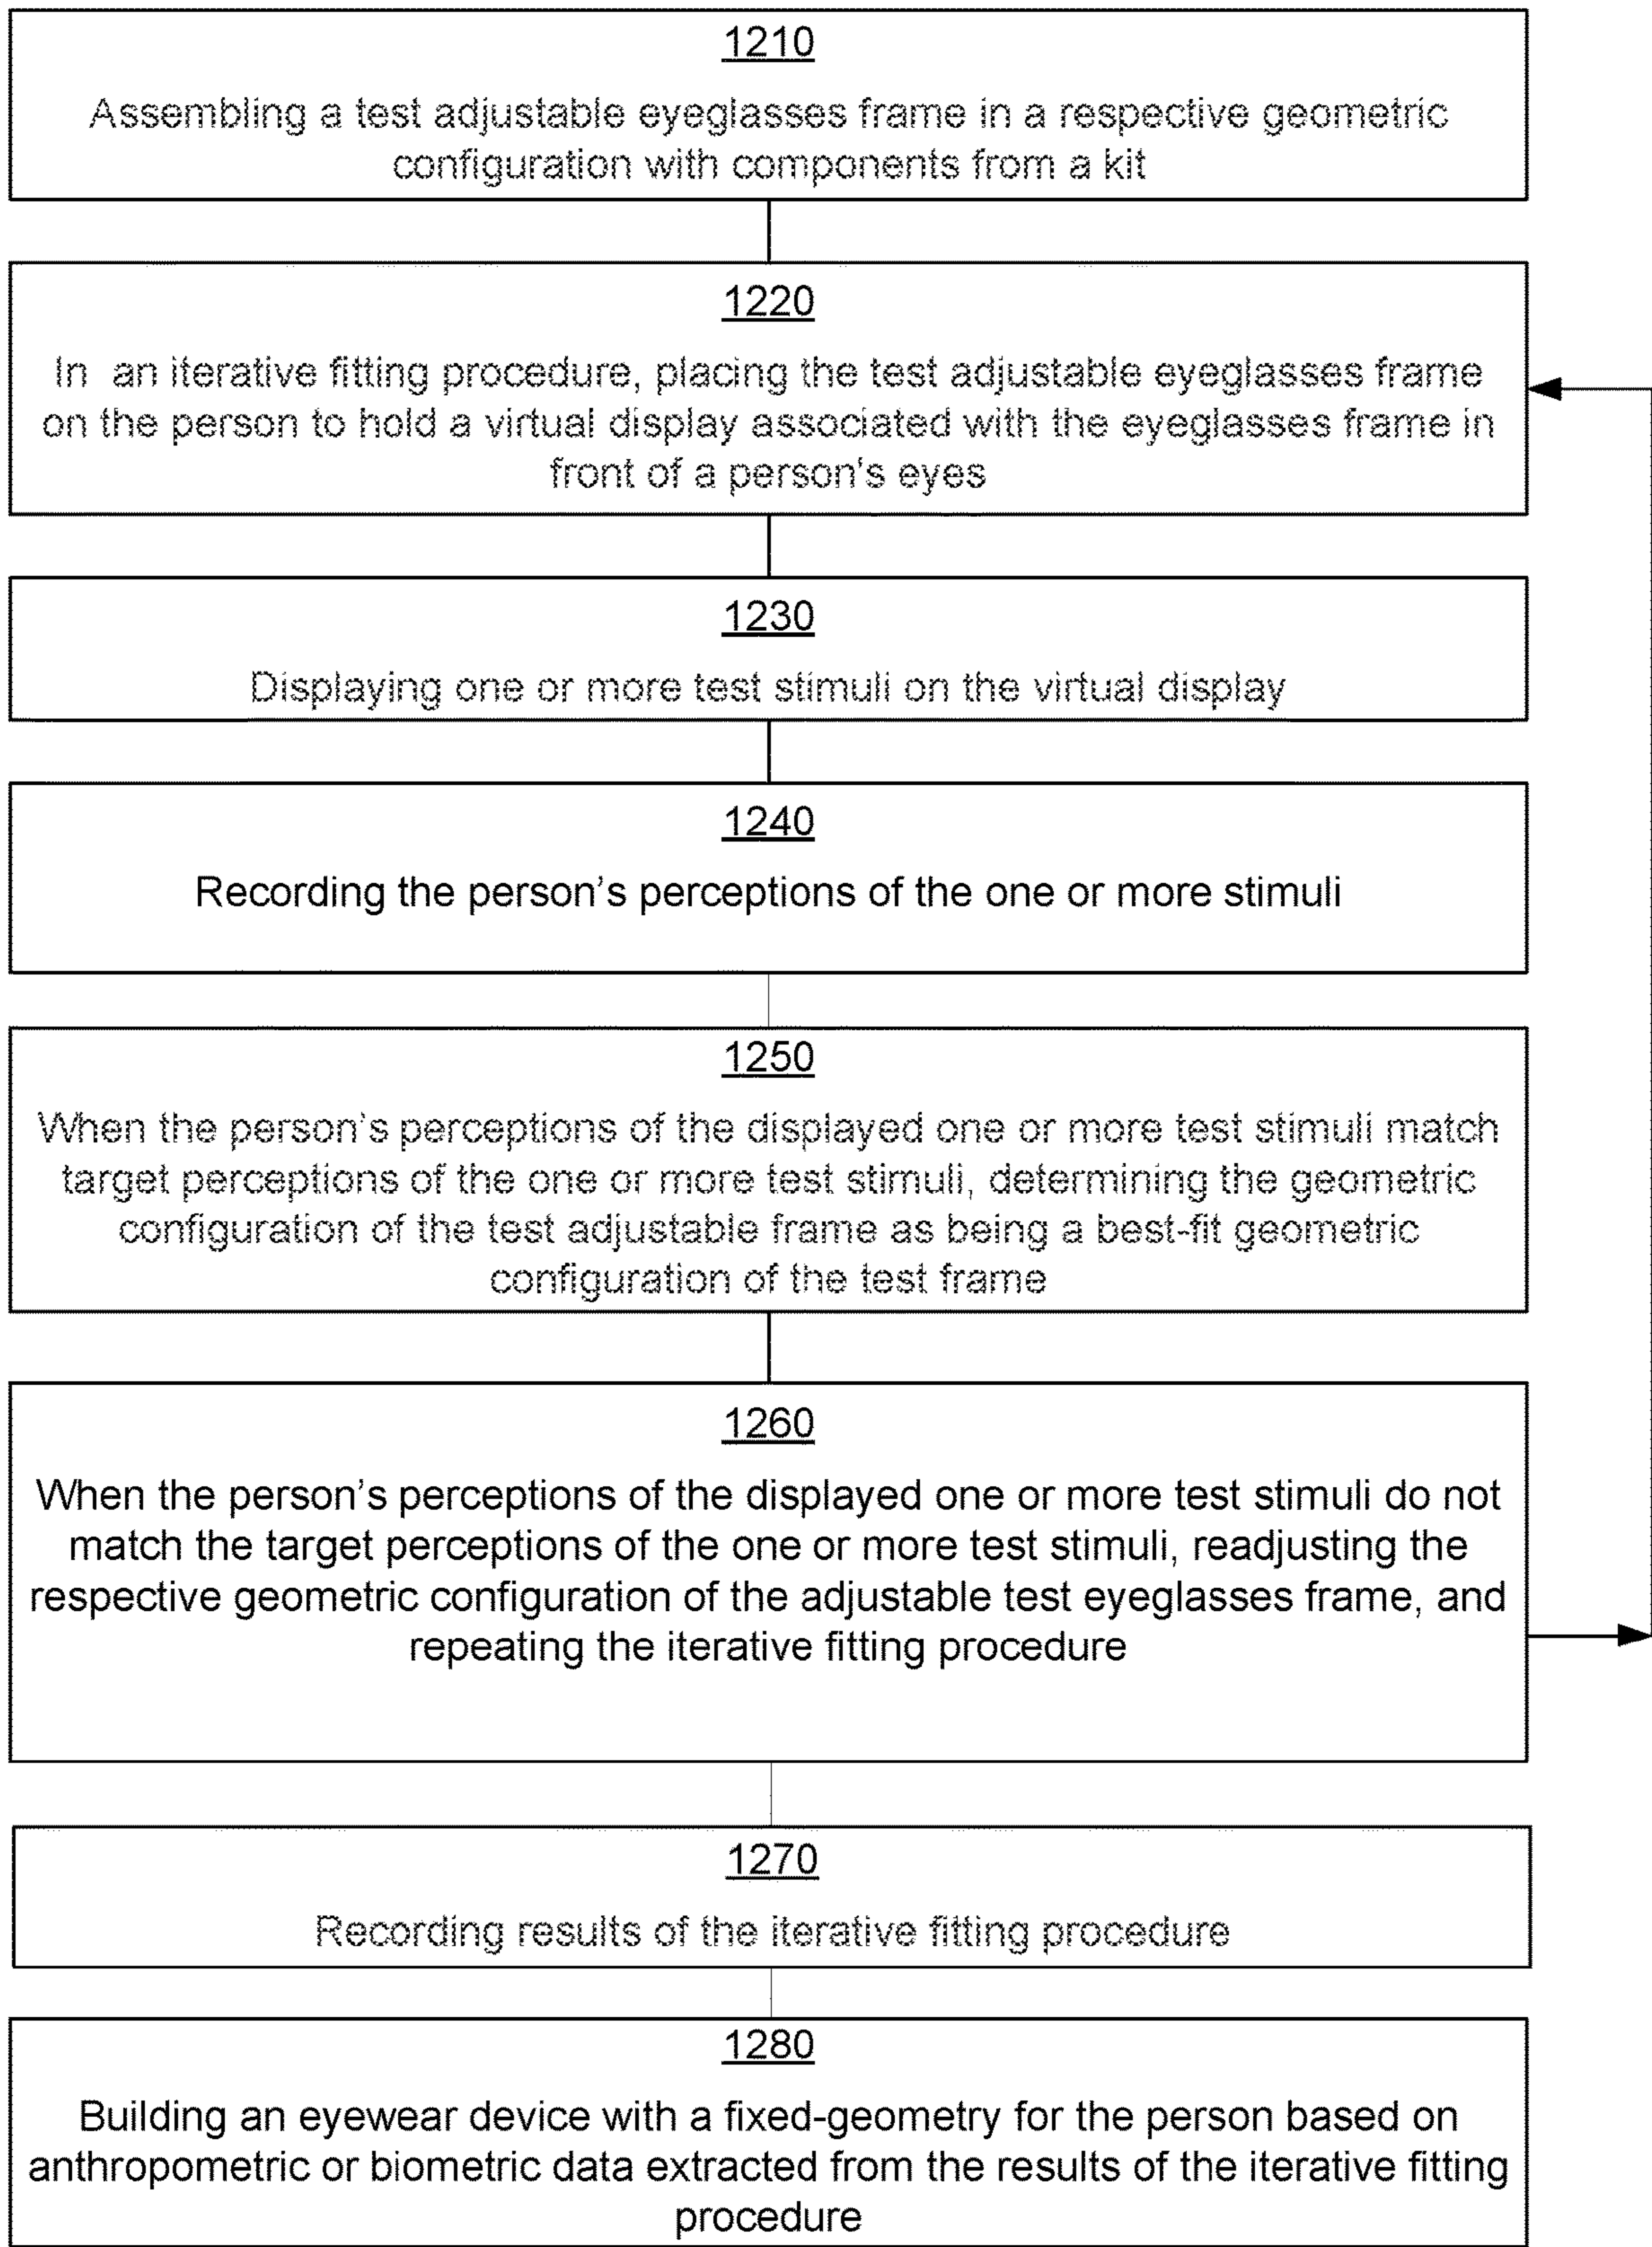 1210
Assembling a test adjustable eyeglasses frame in a respective geometric
configuration with components from a kit
1220
In an iterative fitting procedure, placing the test adjustable eyeglasses frame
on the person to hold a virtual display associated with the eyeglasses frame in
front of a person's eyes
1230
Displaying one or more test stimuli on the virtual display
1240
Recording the person's perceptions of the one or more stimuli
1250
When the person's perceptions of the displayed one or more test stimuli match
target perceptions of the one or more test stimuli, determining the geometric
configuration of the test adjustable frame as being a best-fit geometric
configuration of the test frame
1260
When the person's perceptions of the displayed one or more test stimuli do not
match the target perceptions of the one or more test stimuli, readjusting the
respective geometric configuration of the adjustable test eyeglasses frame, and
repeating the iterative fitting procedure
1270
Recording results of the iterative fitting procedure
1280
Building an eyewear device with a fixed-geometry for the person based on
anthropometric or biometric data extracted from the results of the iterative fitting
procedure